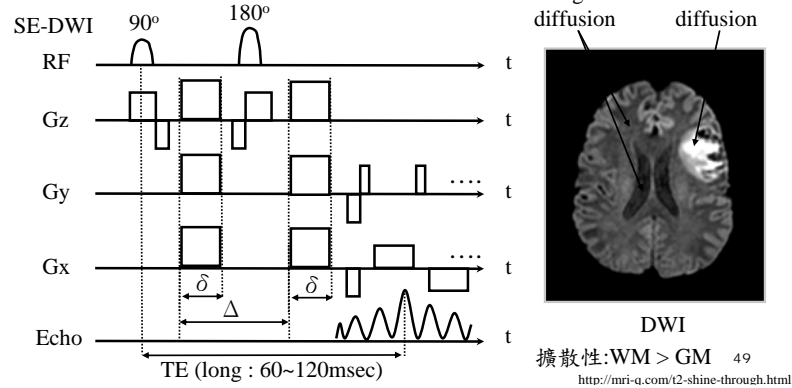 SE-DWI
90°
180°
RF
t
Gz
t
Gy
....
t
Gx
....
t
δ
δ
Δ
Echo
t
TE (long : 60~120msec)
diffusion
diffusion
DWI
擴散性:WM > GM
49
http://mri-q.com/t2-shine-through.html